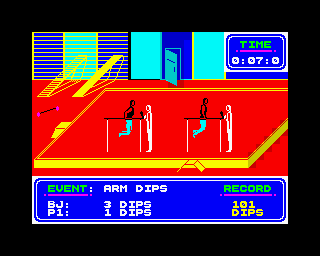 TIME
0:07:0
EVENT: ARM DIPS RECORD
BJ: 3 DIPS 101
P1: 1 DIPS DIPS